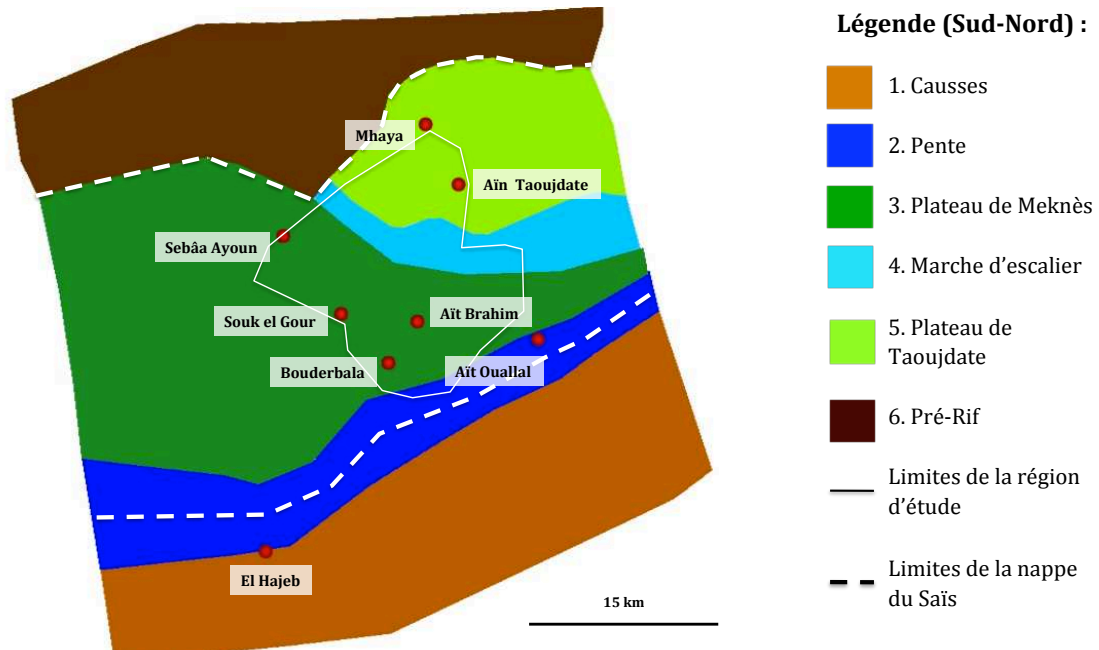 Mhaya
Aïn Taoujdate
Sebâa Ayoun
Souk el Gour
Aït Brahim
Bouderbala
Aït Ouallal
El Hajeb
15 km
Légende (Sud-Nord) :
1. Causses
2. Pente
3. Plateau de Meknès
4. Marche d'escalier
5. Plateau de
Taoujdate
6. Pré-Rif
Limites de la région
d'étude
Limites de la nappe
du Saïs